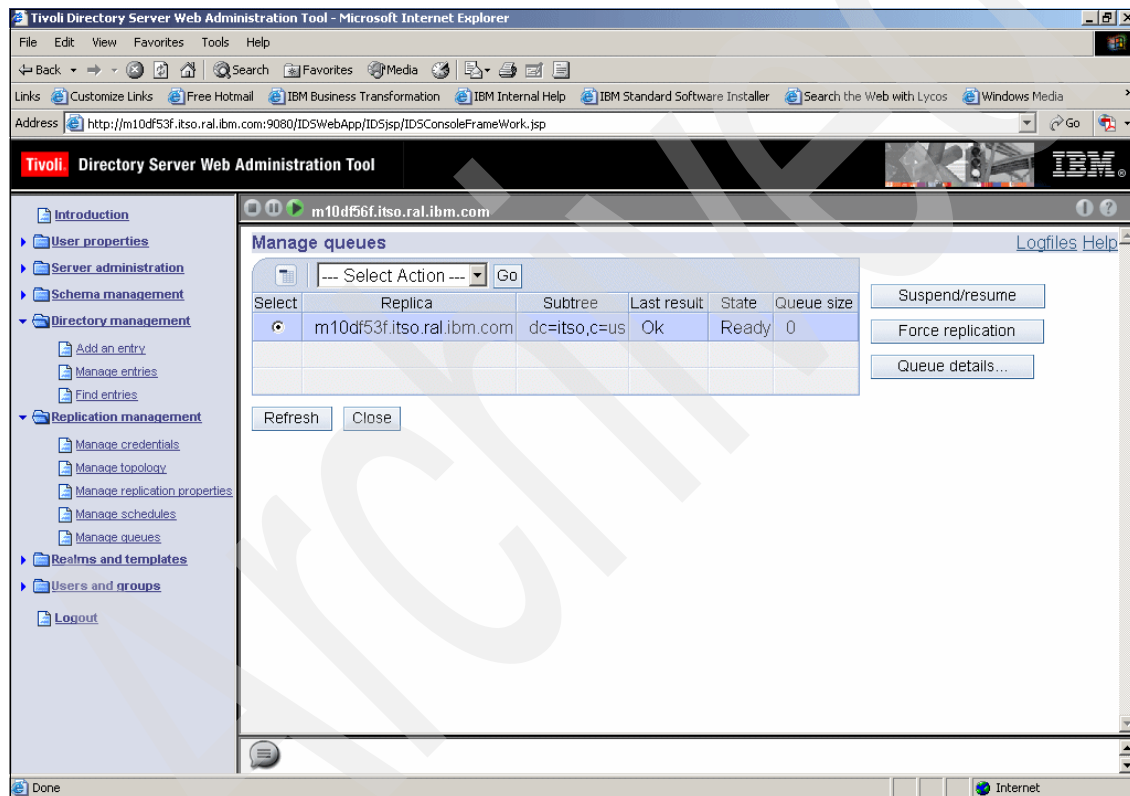 Tivoli Directory Server Web Administration Tool - Microsoft Internet Explorer
File Edit View Favorites Tools Help
Back Search Favorites Media
Links Customize Links Free Hotmail IBM Business Transformation IBM Internal Help IBM Standard Software Installer Search the Web with Lycos Windows Media
Address http://m10df53f.itso.ral.ibm.com:9080/IDSWebApp/IDSjsp/IDSConsoleFrameWork.jsp Go
Tivoli. Directory Server Web Administration Tool IBM®
m10df56f.itso.ral.ibm.com
Introduction
User properties
Server administration
Schema management
Directory management
Add an entry
Manage entries
Find entries
Replication management
Manage credentials
Manage topology
Manage replication properties
Manage schedules
Manage queues
Realms and templates
Users and groups
Logout
Manage queues Logfiles Help
--- Select Action --- Go
Select Replica Subtree Last result State Queue size
m10df53f.itso.ral.ibm.com dc=itso,c=us Ok Ready 0
Suspend/resume
Force replication
Queue details...
Refresh Close
Done Internet
Archived